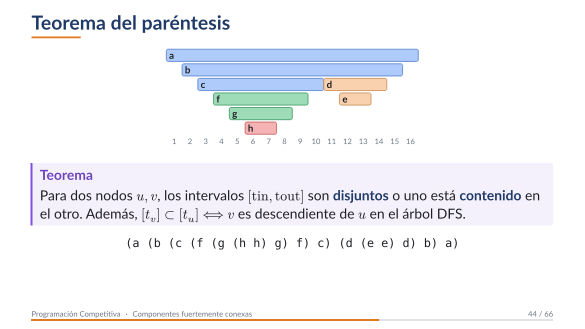 Teorema del paréntesis
a
b
c d
f e
g
h
1 2 3 4 5 6 7 8 9 10 11 12 13 14 15 16
Teorema
Para dos nodos u, v, los intervalos [tin, tout] son disjuntos o uno está contenido en
el otro. Además, [t_v] ⊂ [t_u] ⟺ v es descendiente de u en el árbol DFS.
(a (b (c (f (g (h h) g) f) c) (d (e e) d) b) a)
Programación Competitiva · Componentes fuertemente conexas 44 / 66